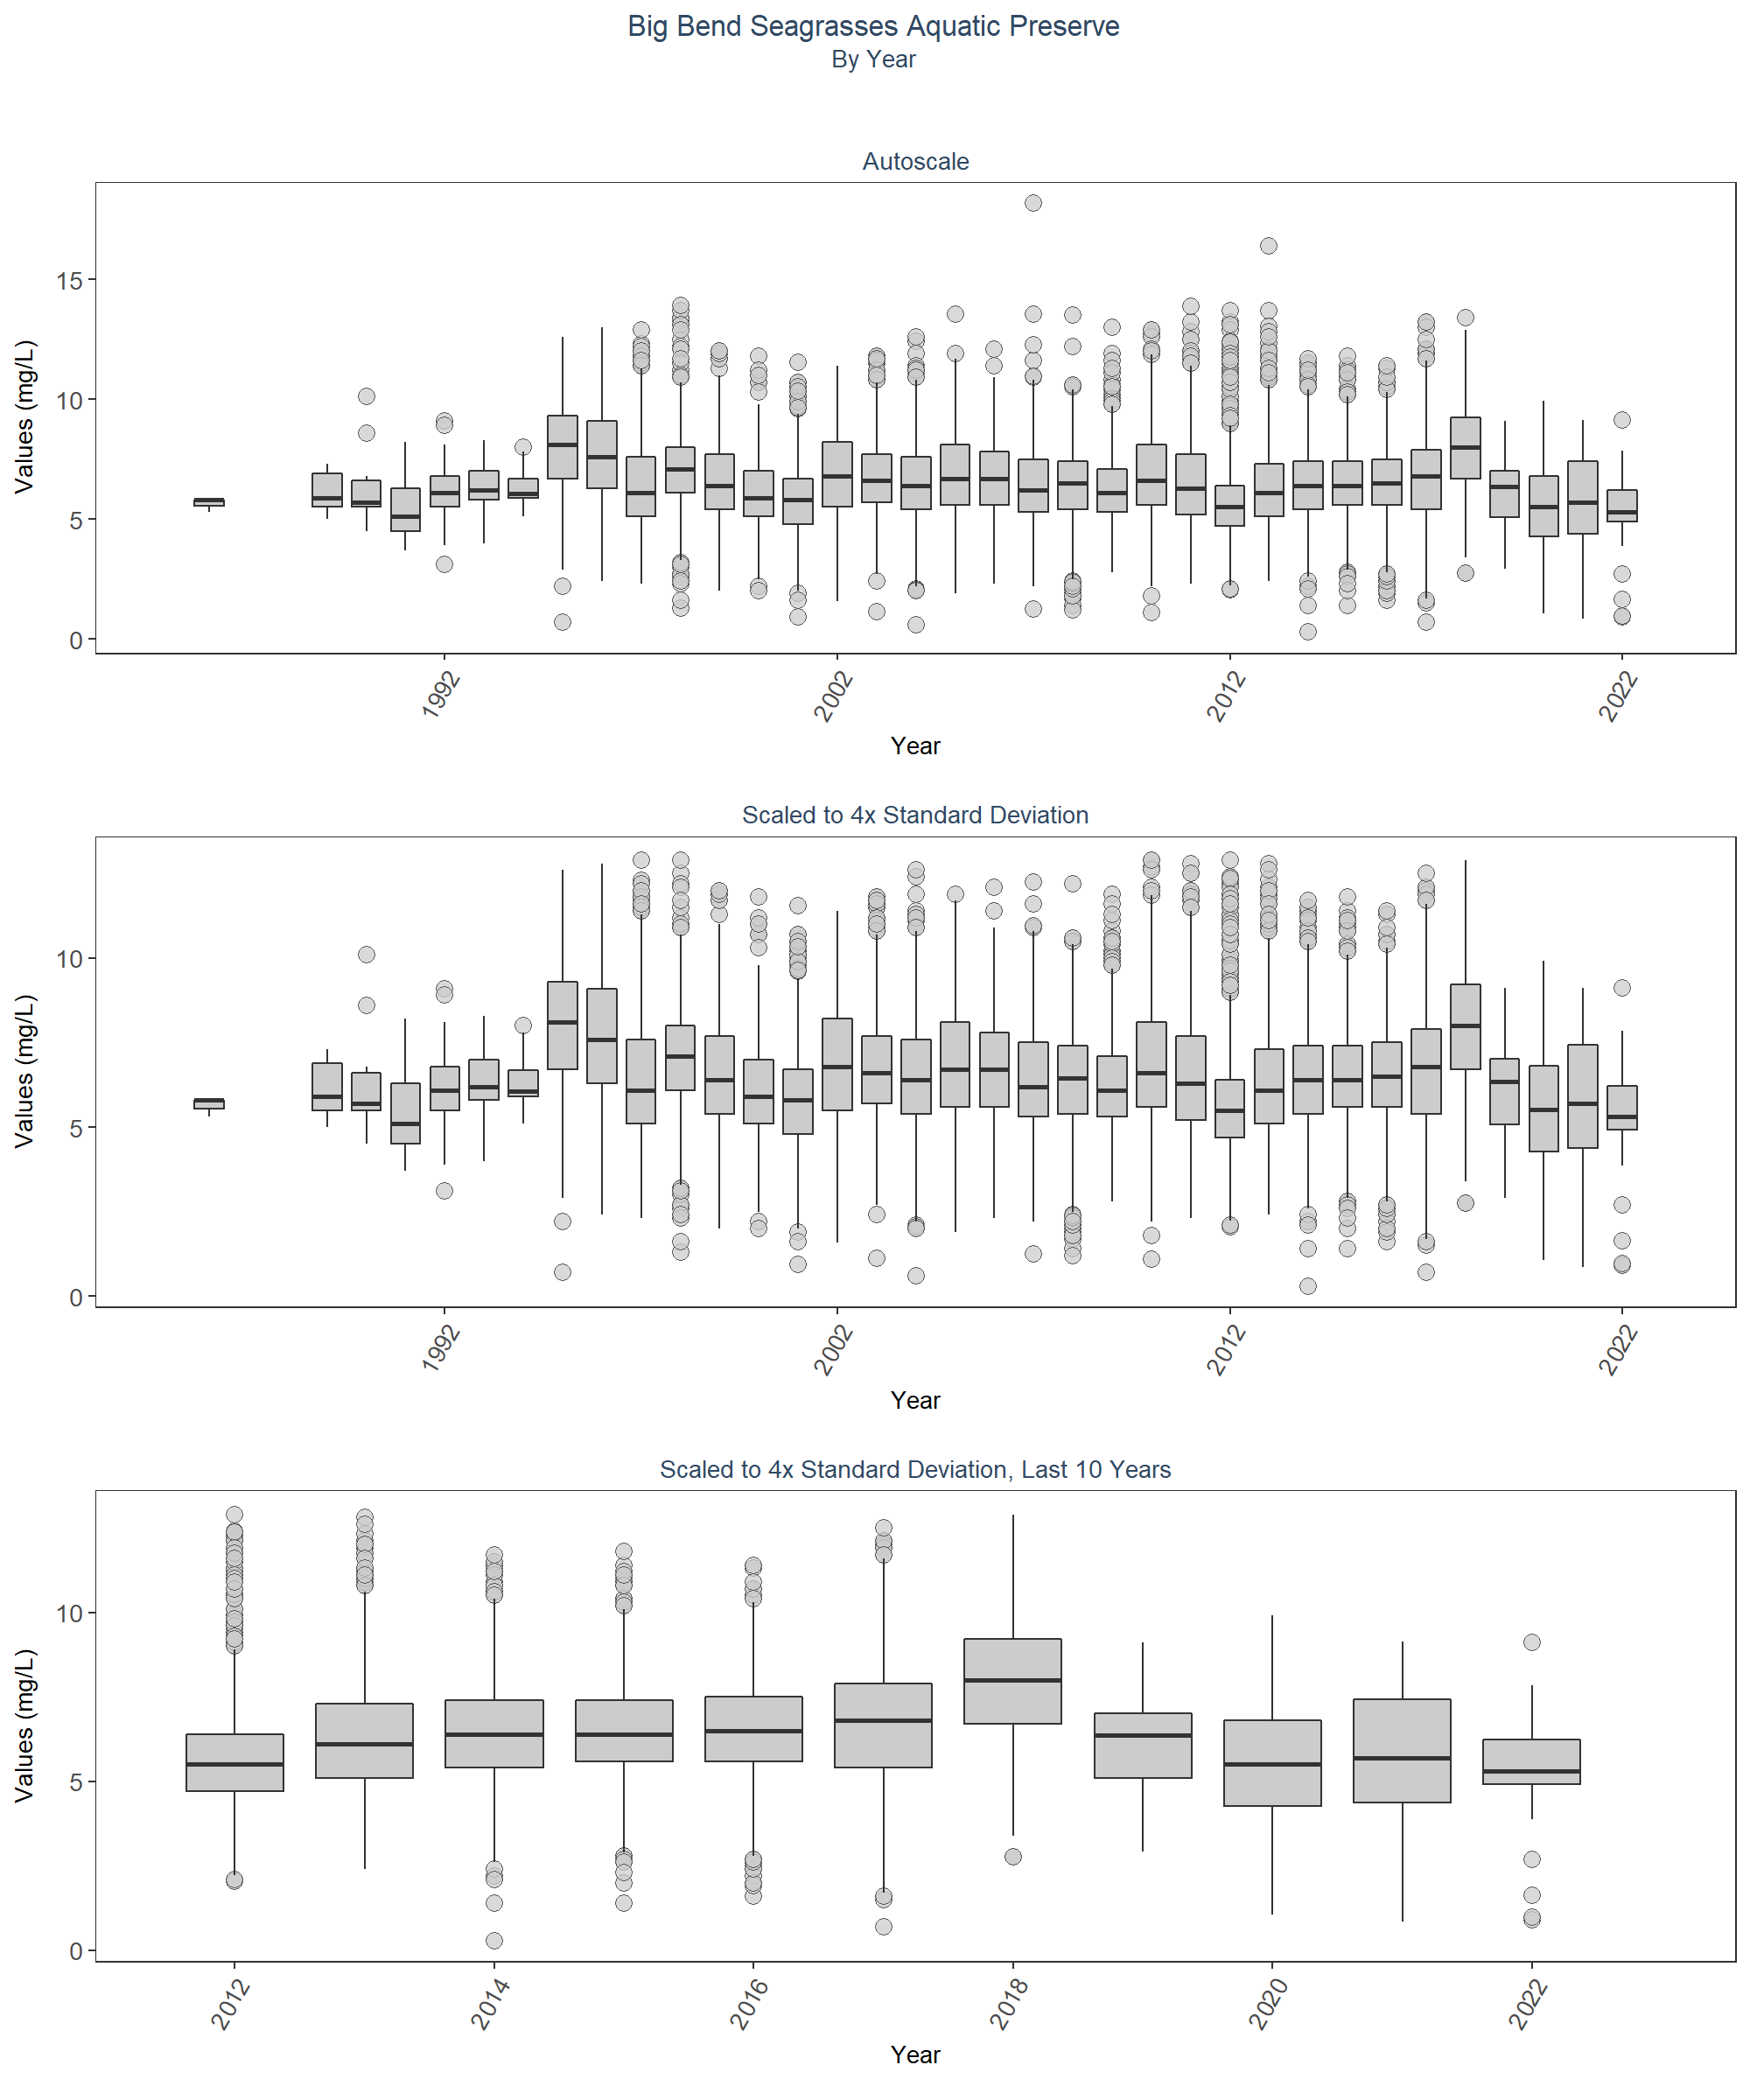 Big Bend Seagrasses Aquatic Preserve
By Year
Autoscale
Values (mg/L)
15
10
5
0
1992
2002
2012
2022
Year
Scaled to 4x Standard Deviation
Values (mg/L)
10
5
0
1992
2002
2012
2022
Year
Scaled to 4x Standard Deviation, Last 10 Years
Values (mg/L)
10
5
0
2012
2014
2016
2018
2020
2022
Year